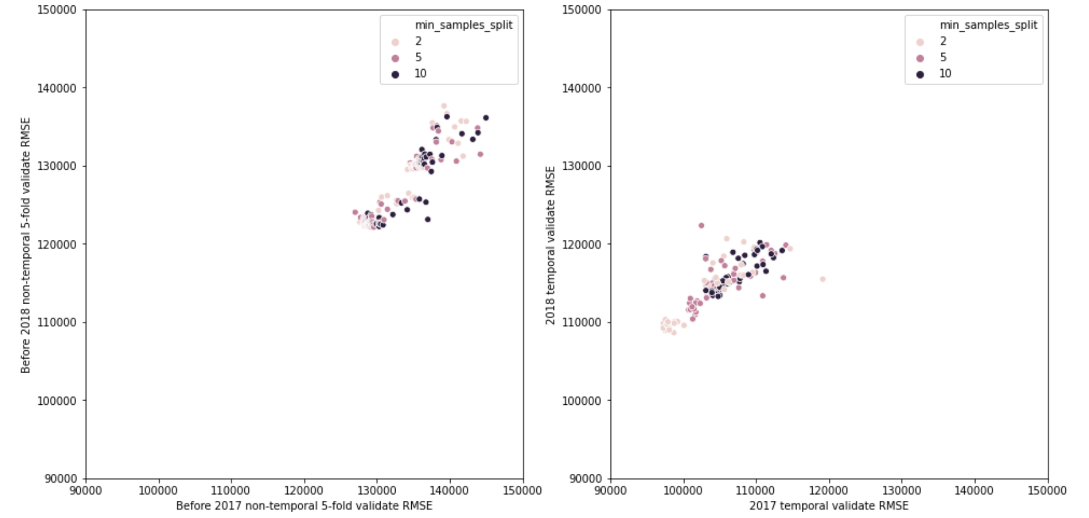 150000
140000
130000
120000
110000
100000
90000
Before 2018 non-temporal 5-fold validate RMSE
min_samples_split
2
5
10
90000 100000 110000 120000 130000 140000 150000
Before 2017 non-temporal 5-fold validate RMSE
150000
140000
130000
120000
110000
100000
90000
2018 temporal validate RMSE
min_samples_split
2
5
10
90000 100000 110000 120000 130000 140000 150000
2017 temporal validate RMSE